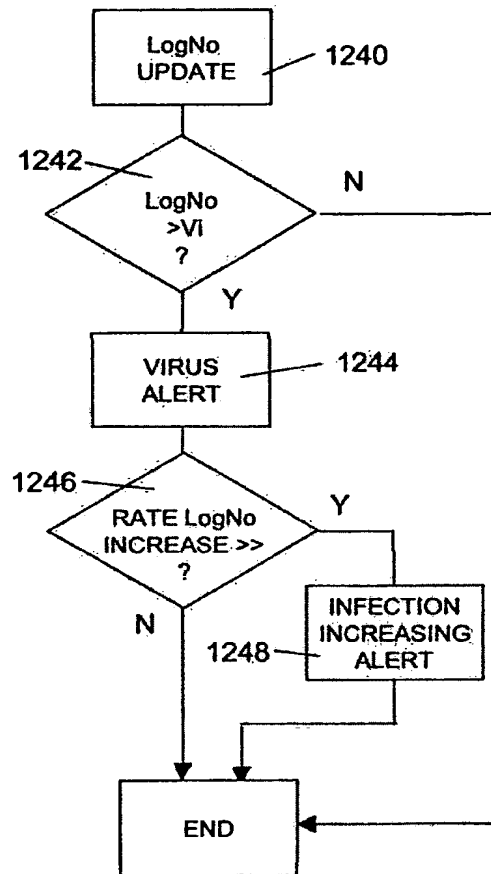 LogNo
UPDATE
1240
1242
LogNo
>Vi
?
N
Y
VIRUS
ALERT
1244
1246
RATE LogNo
INCREASE >>
?
Y
N
INFECTION
INCREASING
ALERT
1248
END